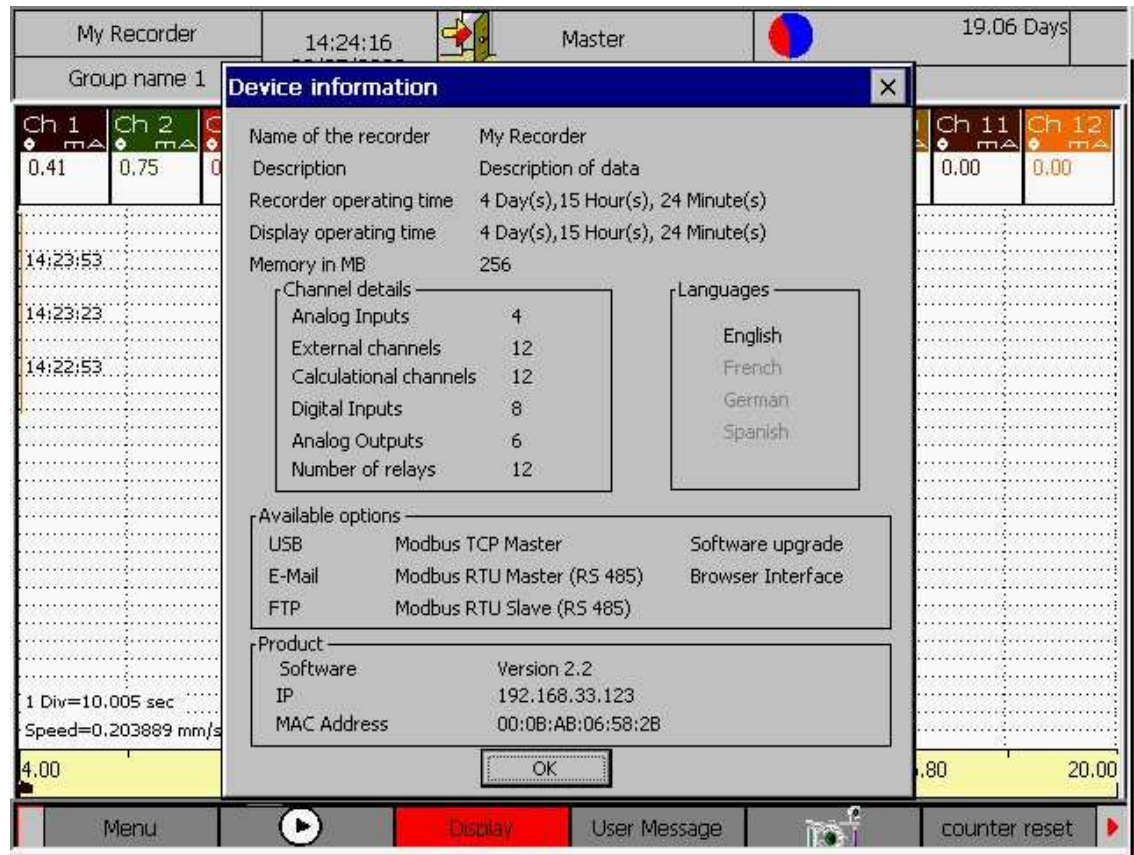 My Recorder
14:24:16
Master
19.06 Days
Group name 1
Device information
Ch 1
mA
0.41
Ch 2
mA
0.75
Ch 11
mA
0.00
Ch 12
mA
0.00
Name of the recorder My Recorder
Description Description of data
Recorder operating time 4 Day(s),15 Hour(s), 24 Minute(s)
Display operating time 4 Day(s),15 Hour(s), 24 Minute(s)
Memory in MB 256
Channel details
Analog Inputs 4
External channels 12
Calculational channels 12
Digital Inputs 8
Analog Outputs 6
Number of relays 12
Languages
English
French
German
Spanish
14:23:53
14:23:23
14:22:53
Available options
USB Modbus TCP Master Software upgrade
E-Mail Modbus RTU Master (RS 485) Browser Interface
FTP Modbus RTU Slave (RS 485)
Product
Software Version 2.2
IP 192.168.33.123
MAC Address 00:0B:AB:06:58:2B
OK
1 Div=10.005 sec
Speed=0.203889 mm/s
4.00
.80
20.00
Menu
Display
User Message
counter reset